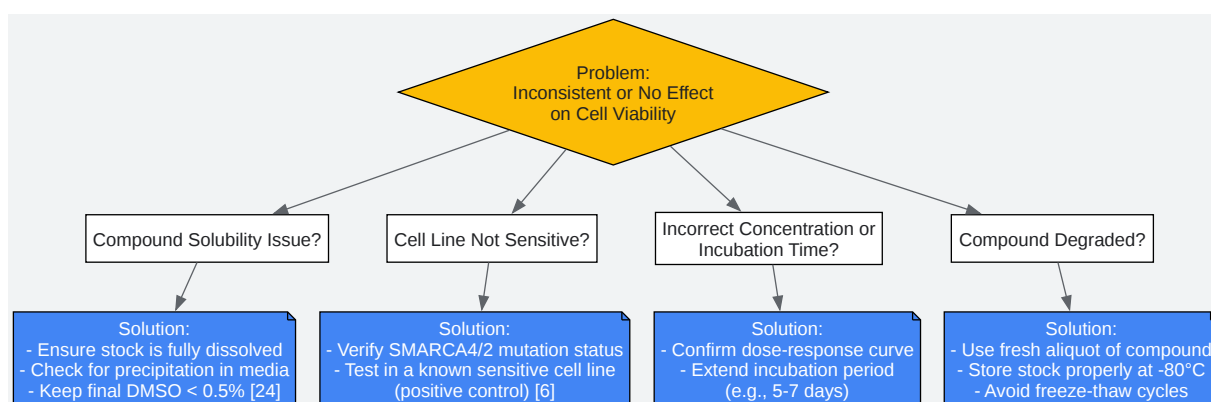 Problem:
Inconsistent or No Effect
on Cell Viability
Compound Solubility Issue?
Cell Line Not Sensitive?
Incorrect Concentration or
Incubation Time?
Compound Degraded?
Solution:
- Ensure stock is fully dissolved
- Check for precipitation in media
- Keep final DMSO < 0.5% [24]
Solution:
- Verify SMARCA4/2 mutation status
- Test in a known sensitive cell line
(positive control) [6]
Solution:
- Confirm dose-response curve
- Extend incubation period
(e.g., 5-7 days)
Solution:
- Use fresh aliquot of compound
- Store stock properly at -80°C
- Avoid freeze-thaw cycles